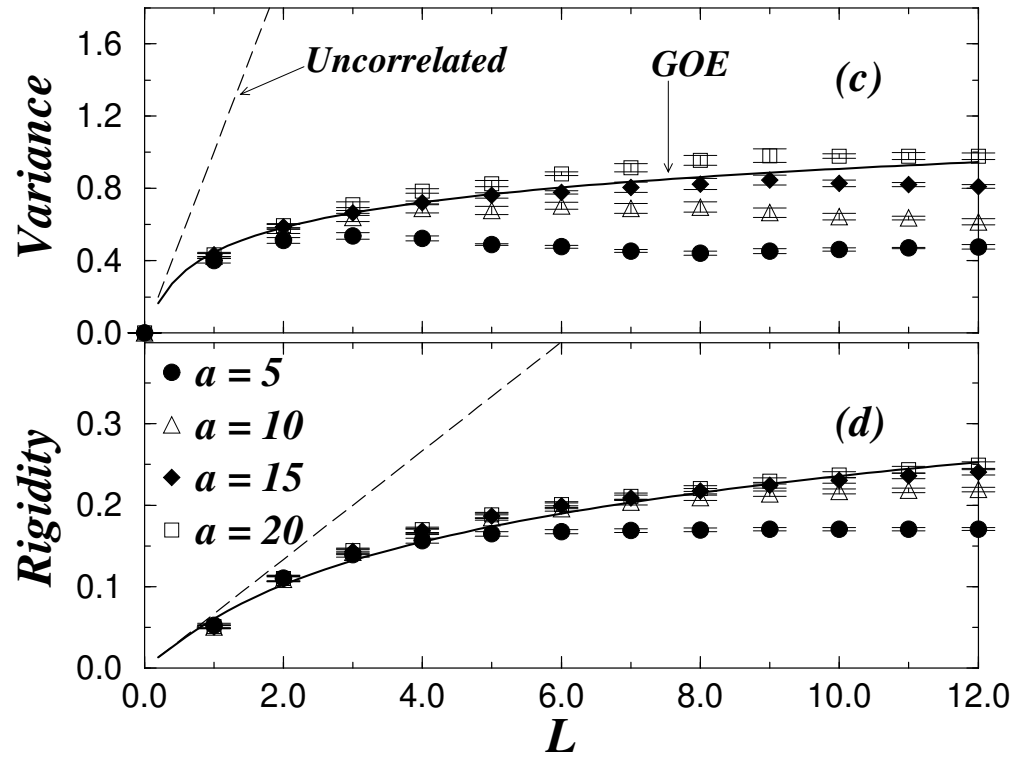 Variance
1.6
1.2
0.8
0.4
0.0
Uncorrelated
GOE
(c)
Rigidity
0.3
0.2
0.1
0.0
a = 5
a = 10
a = 15
a = 20
(d)
0.0 2.0 4.0 6.0 8.0 10.0 12.0
L